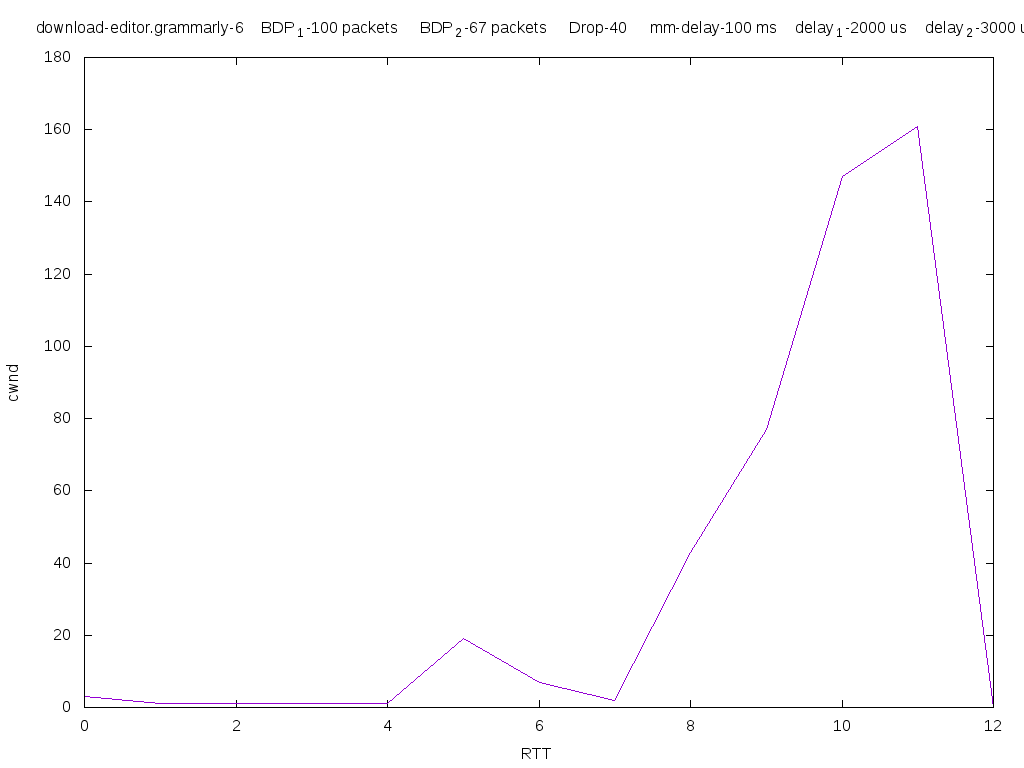 download-editor.grammarly-6 BDP1-100 packets BDP2-67 packets Drop-40 mm-delay-100 ms delay1-2000 us delay2-3000 u
180
160
140
120
100
80
60
40
20
0
cwnd
0 2 4 6 8 10 12
RTT